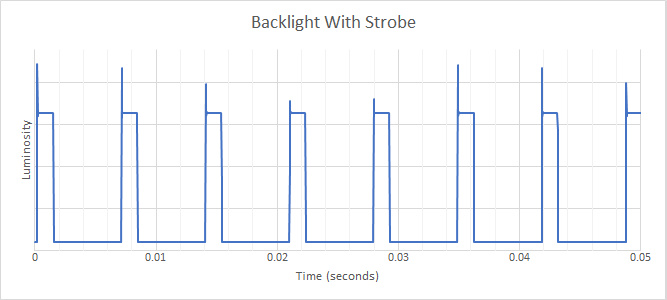 Backlight With Strobe
Luminosity
0 0.01 0.02 0.03 0.04 0.05
Time (seconds)